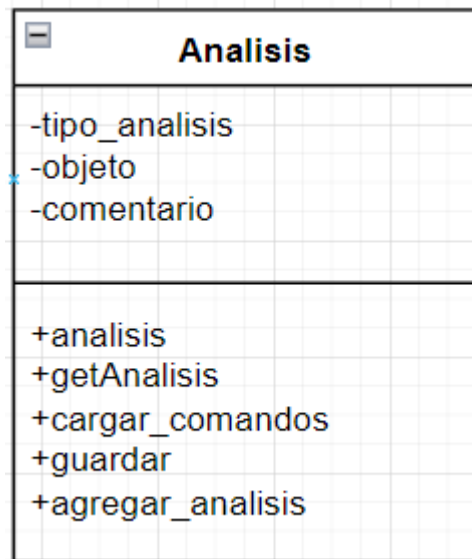 Analisis
-tipo_analisis
-objeto
-comentario
+analisis
+getAnalisis
+cargar_comandos
+guardar
+agregar_analisis